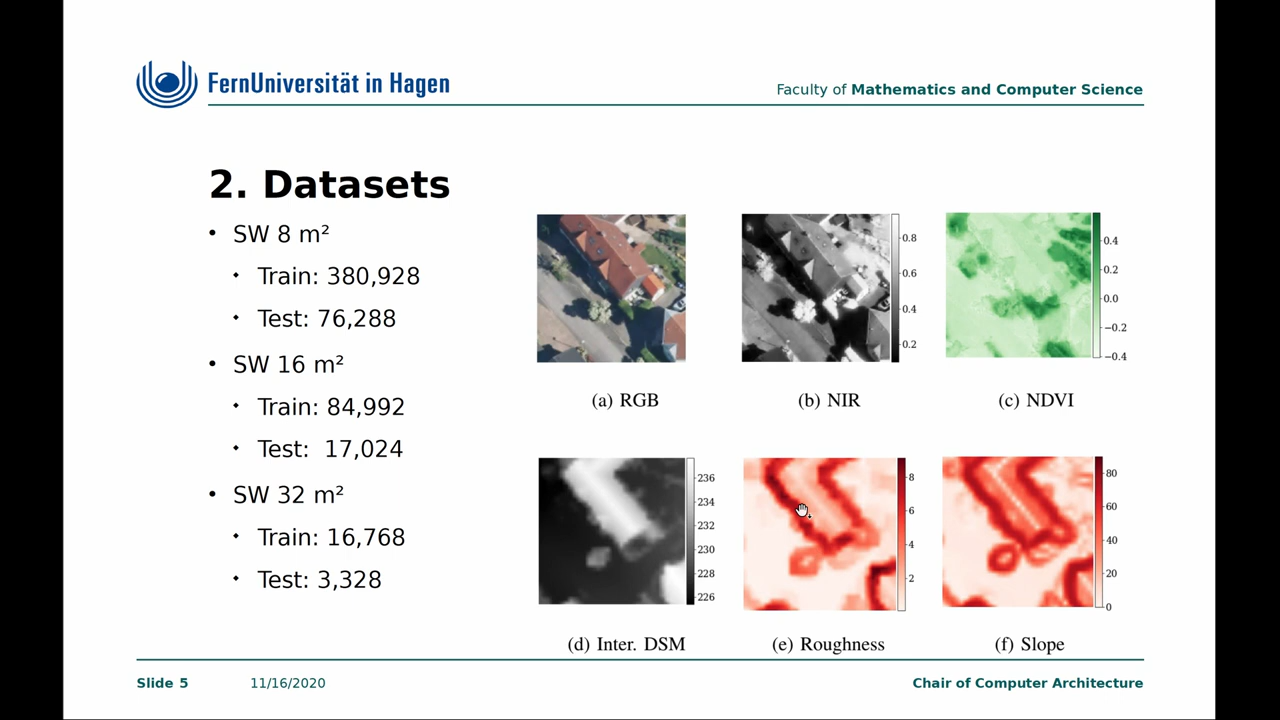 FernUniversität in Hagen
Faculty of Mathematics and Computer Science
2. Datasets
• SW 8 m²
Train: 380,928
Test: 76,288
• SW 16 m²
Train: 84,992
Test: 17,024
• SW 32 m²
Train: 16,768
Test: 3,328
0.8
0.6
0.4
0.2
0.4
0.2
0.0
−0.2
−0.4
(a) RGB
(b) NIR
(c) NDVI
236
234
232
230
228
226
8
6
4
2
80
60
40
20
0
(d) Inter. DSM
(e) Roughness
(f) Slope
Slide 5
11/16/2020
Chair of Computer Architecture